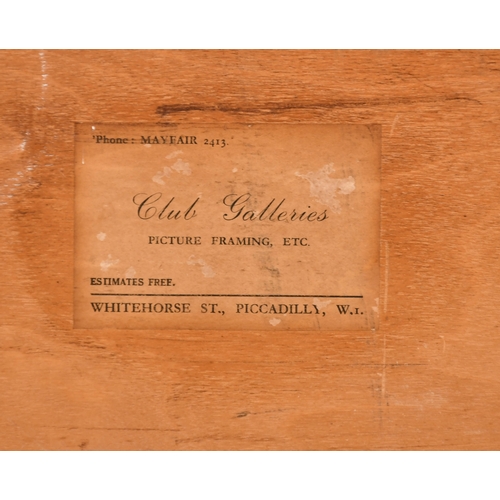 'Phone: MAYFAIR 2413.
Club Galleries
PICTURE FRAMING, ETC.
ESTIMATES FREE.
WHITEHORSE ST., PICCADILLY, W.1.